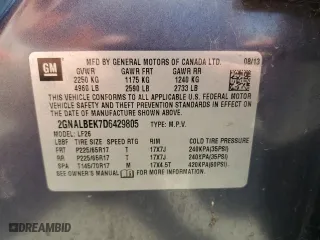 GM
MFD. BY GENERAL MOTORS OF CANADA LTD. 08/13
GVWR GAWR FRT GAWR RR
2250 KG 1175 KG 1240 KG
4960 LB 2590 LB 2733 LB
THIS VEHICLE CONFORMS TO ALL APPLICABLE U.S. FEDERAL
MOTOR VEHICLE SAFETY AND THEFT PREVENTION STANDARDS
IN EFFECT ON THE DATE OF MANUFACTURE SHOWN ABOVE.
2GNALBEK7D6429805 TYPE: M.P.V.
MODEL: LF26
TIRE SIZE SPEED RTG RIM COLD TIRE PRESSURE
FRT P225/65R17 T 17X7J 240KPA(35PSI)
RR P225/65R17 T 17X7J 240KPA(35PSI)
SPA T145/70R17 M 17X4.5T 420KPA(60PSI)
SEE OWNER'S MANUAL FOR ADDITIONAL INFORMATION.